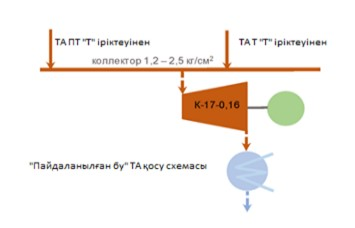 ТА ПТ "Т" іріктеуінен
ТА Т "Т" іріктеуінен
коллектор 1,2 – 2,5 кг/см²
К-17-0,16
"Пайдаланылған бу" ТА қосу схемасы